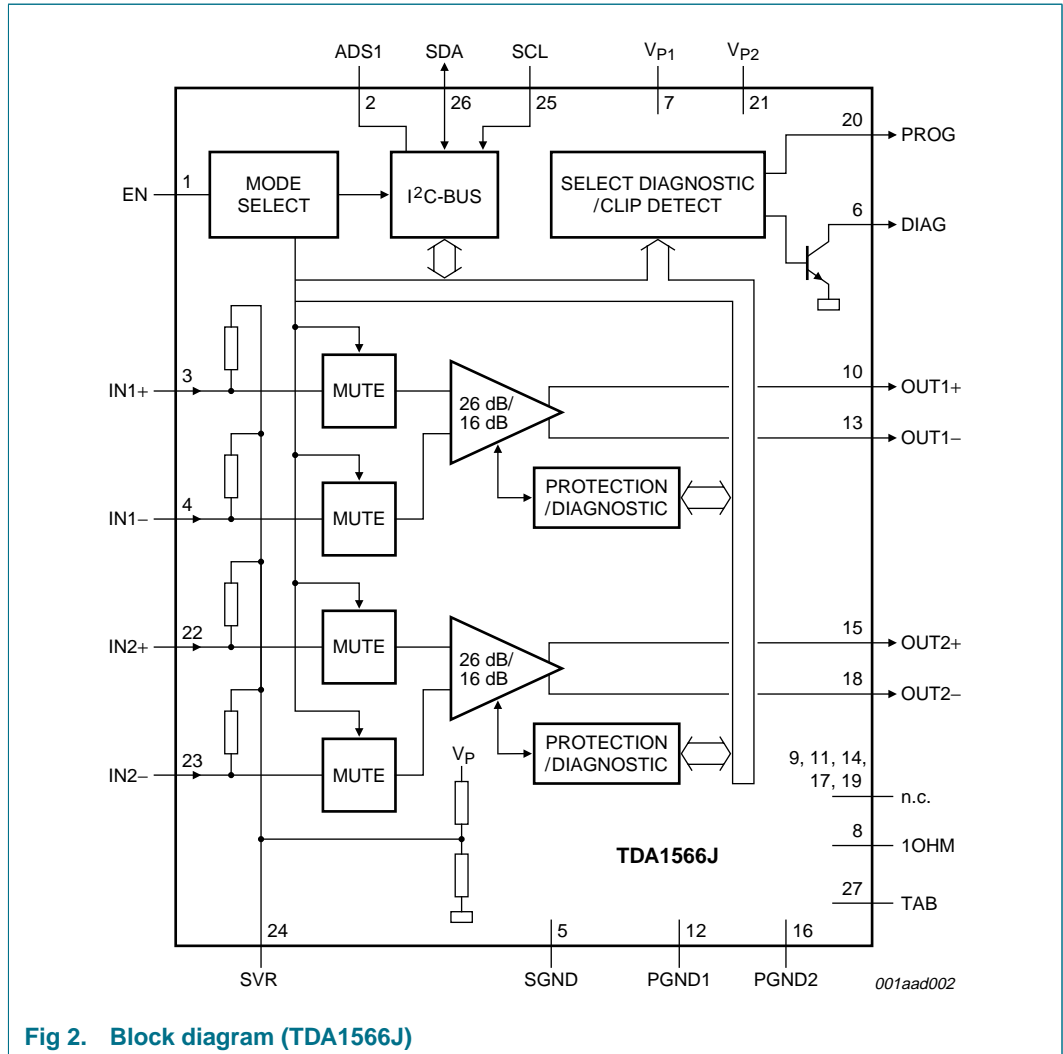 ADS1 SDA SCL VP1 VP2
2 26 25 7 21
20 PROG
1
EN
MODE
SELECT
I2C-BUS
SELECT DIAGNOSTIC
/CLIP DETECT
6
DIAG
3
IN1+
MUTE
26 dB/
16 dB
10
OUT1+
13
OUT1−
4
IN1−
MUTE
PROTECTION
/DIAGNOSTIC
22
IN2+
MUTE
26 dB/
16 dB
15
OUT2+
18
OUT2−
23
IN2−
MUTE
VP
PROTECTION
/DIAGNOSTIC
9, 11, 14,
17, 19
n.c.
8
1OHM
TDA1566J
27
TAB
24 5 12 16
SVR SGND PGND1 PGND2
001aad002
Fig 2. Block diagram (TDA1566J)